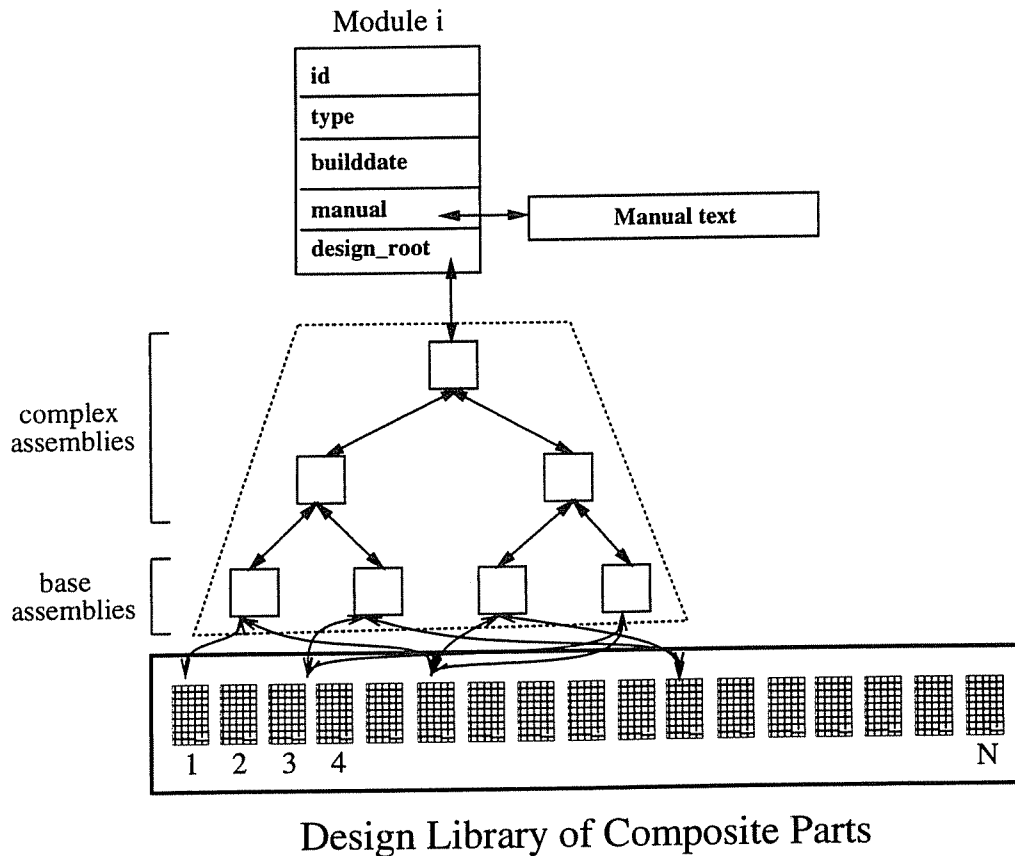 Module i
id
type
builddate
manual
Manual text
design_root
complex
assemblies
base
assemblies
1 2 3 4 N
Design Library of Composite Parts